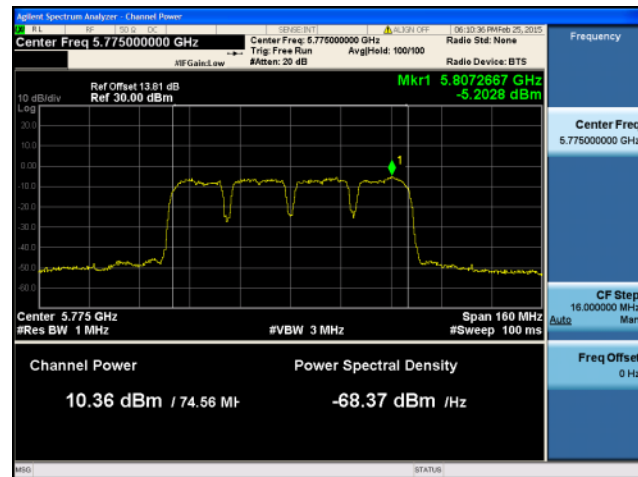 Agilent Spectrum Analyzer - Channel Power
RL RF 50 Ω DC SENSE:INT ALIGN OFF 06:10:36 PM Feb 25, 2015
Center Freq 5.775000000 GHz
Center Freq: 5.775000000 GHz
Radio Std: None
Trig: Free Run Avg|Hold: 100/100
#IFGain:Low #Atten: 20 dB Radio Device: BTS
Frequency
Ref Offset 13.81 dB
Mkr1 5.8072667 GHz
10 dB/div Ref 30.00 dBm
-5.2028 dBm
Log
20.0
10.0
0.00
-10.0
-20.0
-30.0
-40.0
-50.0
-60.0
1
Center 5.775 GHz Span 160 MHz
#Res BW 1 MHz #VBW 3 MHz #Sweep 100 ms
Channel Power Power Spectral Density
10.36 dBm / 74.56 MH -68.37 dBm /Hz
Center Freq
5.775000000 GHz
CF Step
16.000000 MHz
Auto Man
Freq Offset
0 Hz
MSG STATUS